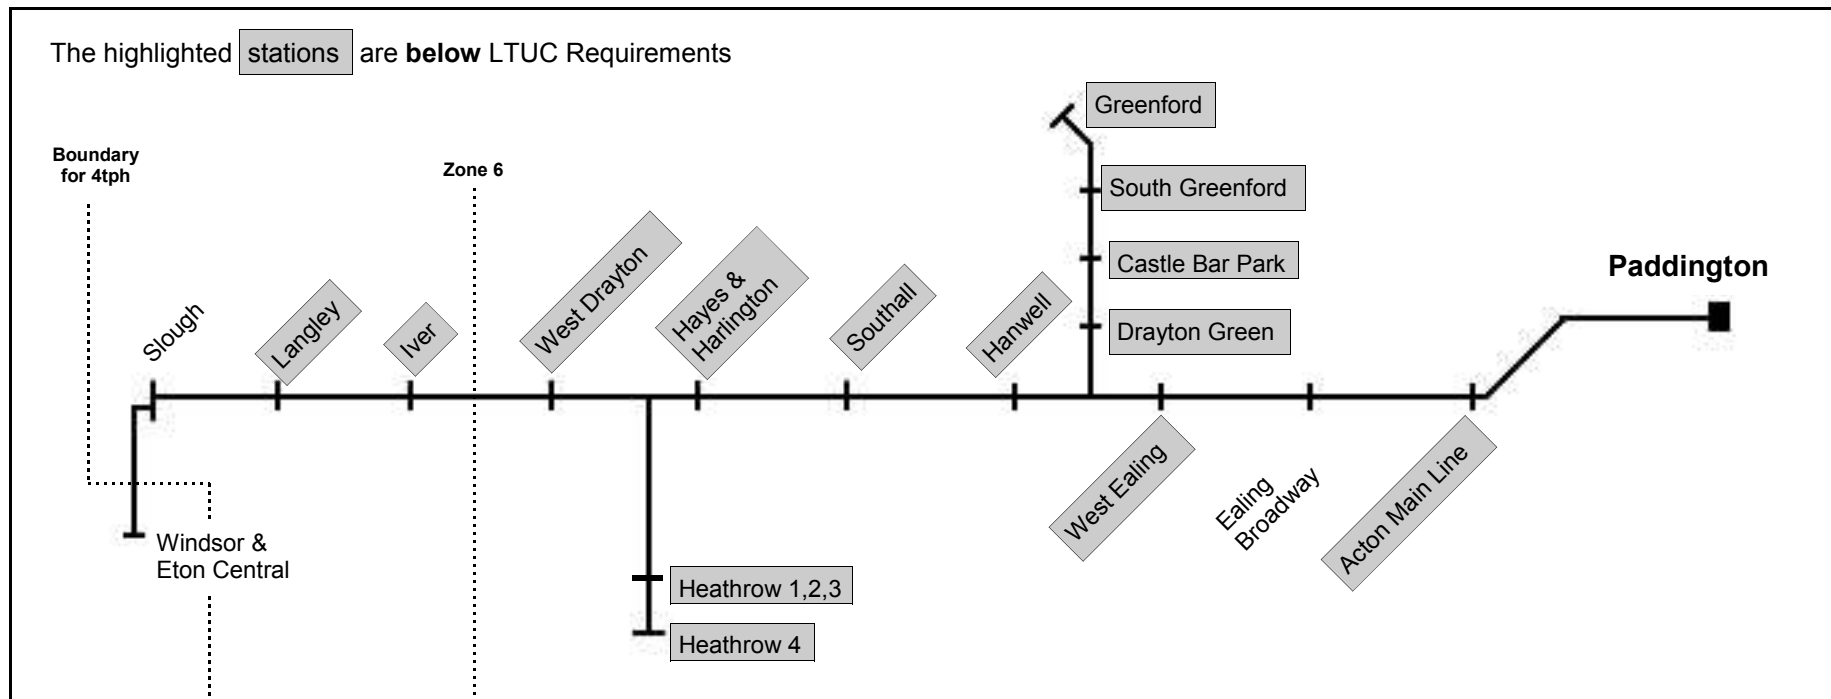 The highlighted stations are below LTUC Requirements
Boundary
for 4tph
Zone 6
Greenford
South Greenford
Castle Bar Park
Drayton Green
Paddington
Slough
Langley
Iver
West Drayton
Hayes &
Harlington
Southall
Hanwell
West Ealing
Ealing
Broadway
Acton Main Line
Windsor &
Eton Central
Heathrow 1,2,3
Heathrow 4